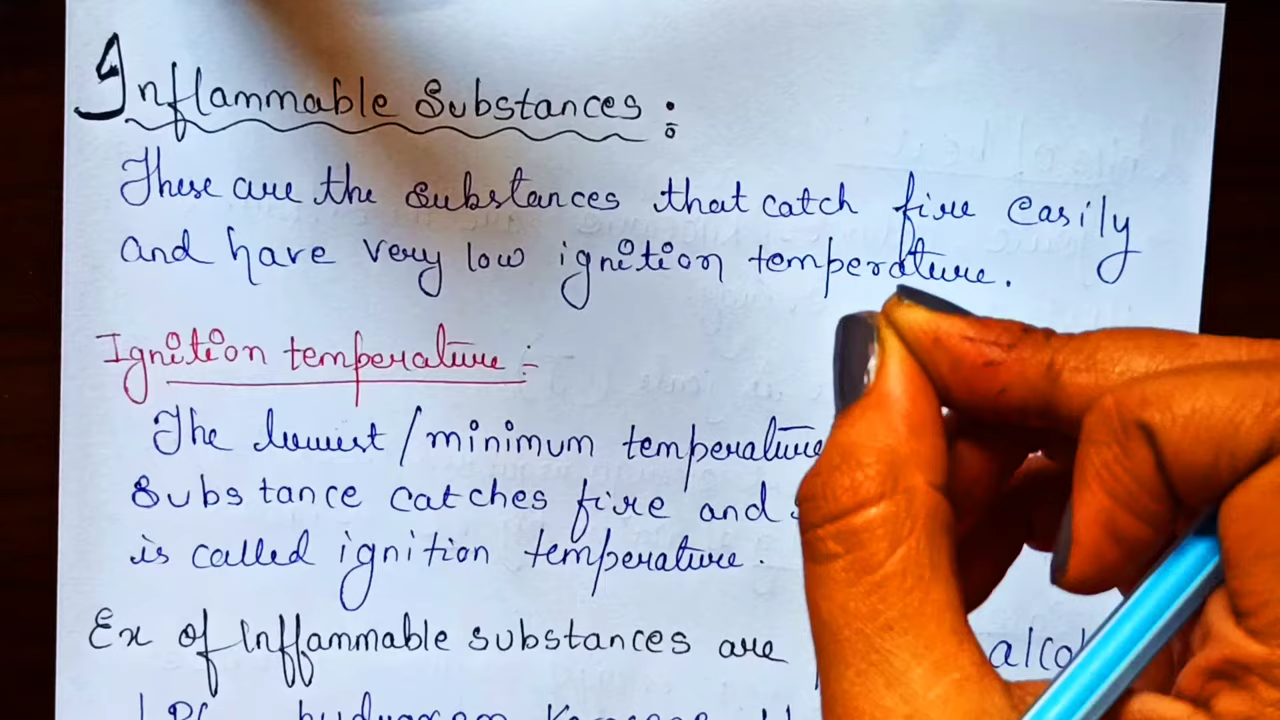 Inflammable Substances :
These are the substances that catch fire easily
and have very low ignition temperature.
Ignition temperature :-
The lowest / minimum temperature
Substance catches fire and
is called ignition temperature.
Ex of Inflammable substances are
LPG